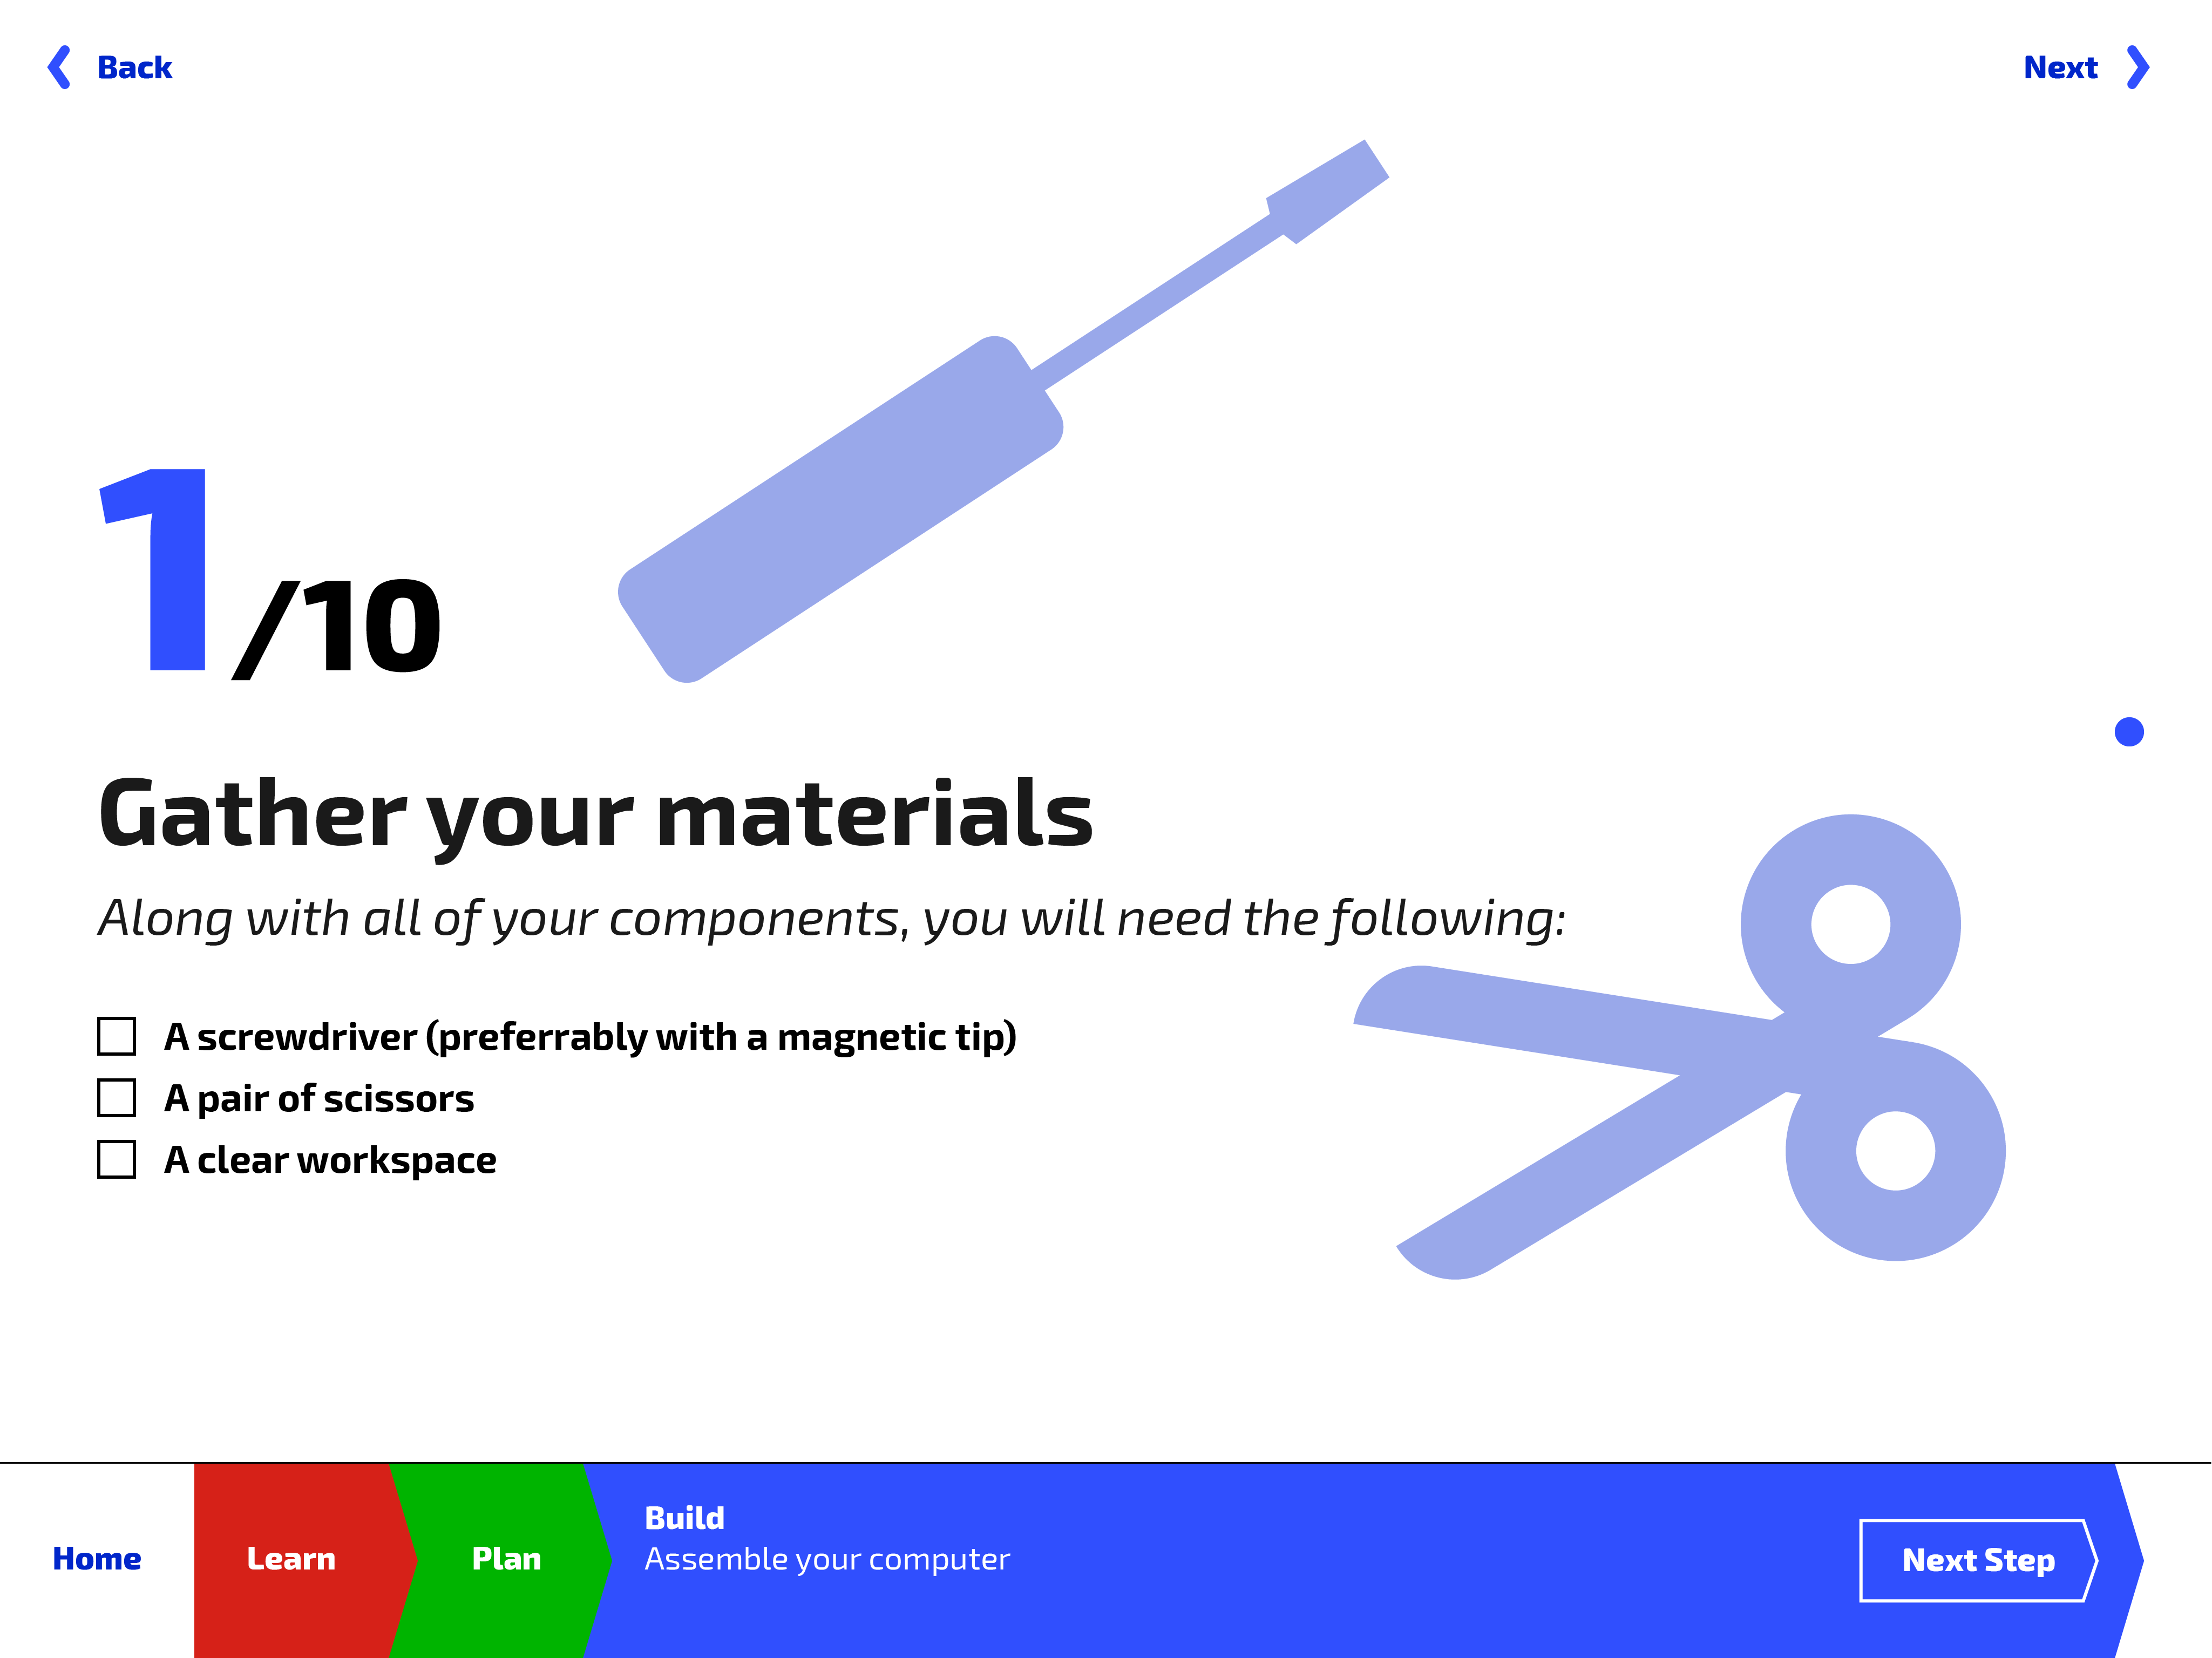 Back
Next
1/10
Gather your materials
Along with all of your components, you will need the following:
A screwdriver (preferrably with a magnetic tip)
A pair of scissors
A clear workspace
Home
Learn
Plan
Build
Assemble your computer
Next Step